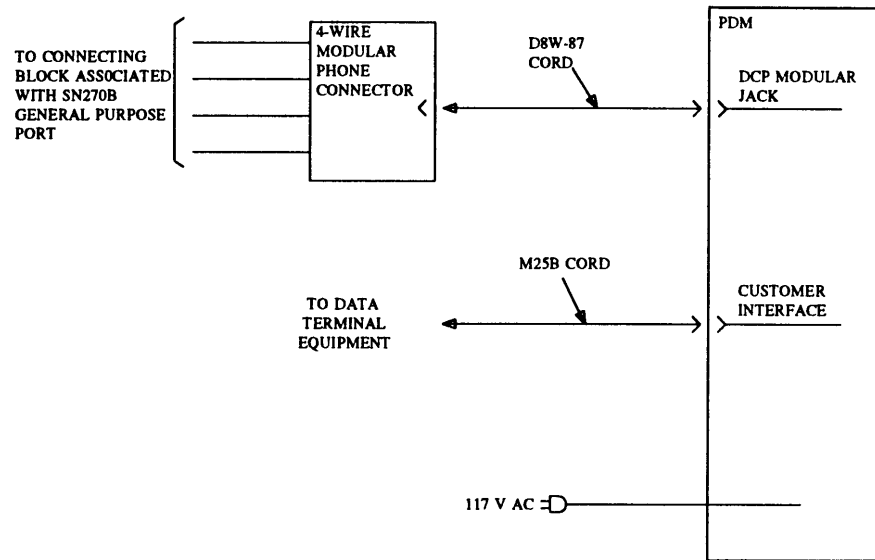 TO CONNECTING
BLOCK ASSOCIATED
WITH SN270B
GENERAL PURPOSE
PORT
4-WIRE
MODULAR
PHONE
CONNECTOR
D8W-87
CORD
PDM
DCP MODULAR
JACK
M25B CORD
TO DATA
TERMINAL
EQUIPMENT
CUSTOMER
INTERFACE
117 V AC